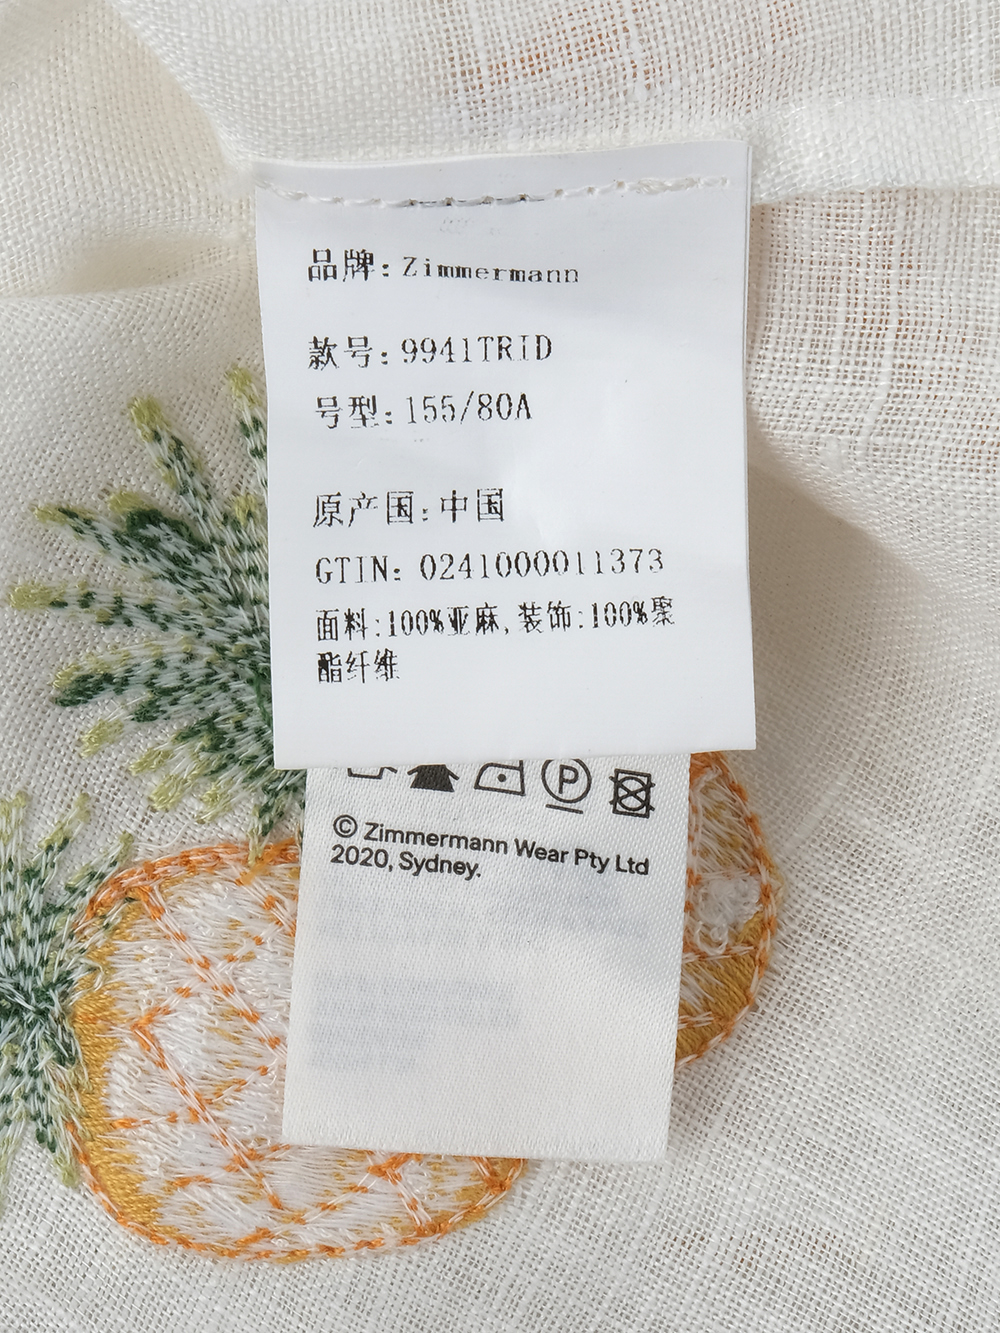 品牌: Zimmermann
款号: 9941TRID
号型: 155/80A
原产国: 中国
GTIN: 0241000011373
面料:100%亚麻,装饰:100%聚
酯纤维
P
© Zimmermann Wear Pty Ltd
2020, Sydney.